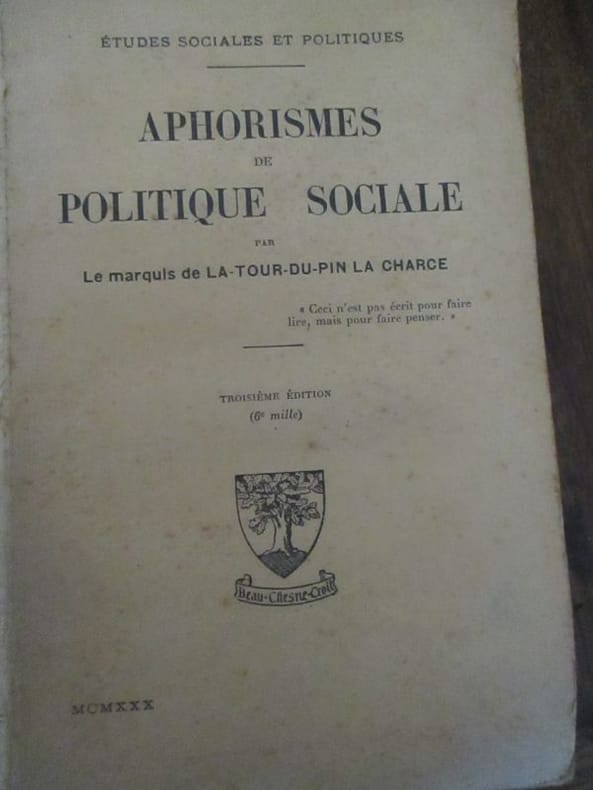 ÉTUDES SOCIALES ET POLITIQUES
APHORISMES
DE
POLITIQUE SOCIALE
PAR
Le marquis de LA-TOUR-DU-PIN LA CHARCE
« Ceci n'est pas écrit pour faire
lire, mais pour faire penser. »
TROISIÈME ÉDITION
(6e mille)
Beau-Chesne-Croit
MCMXXX